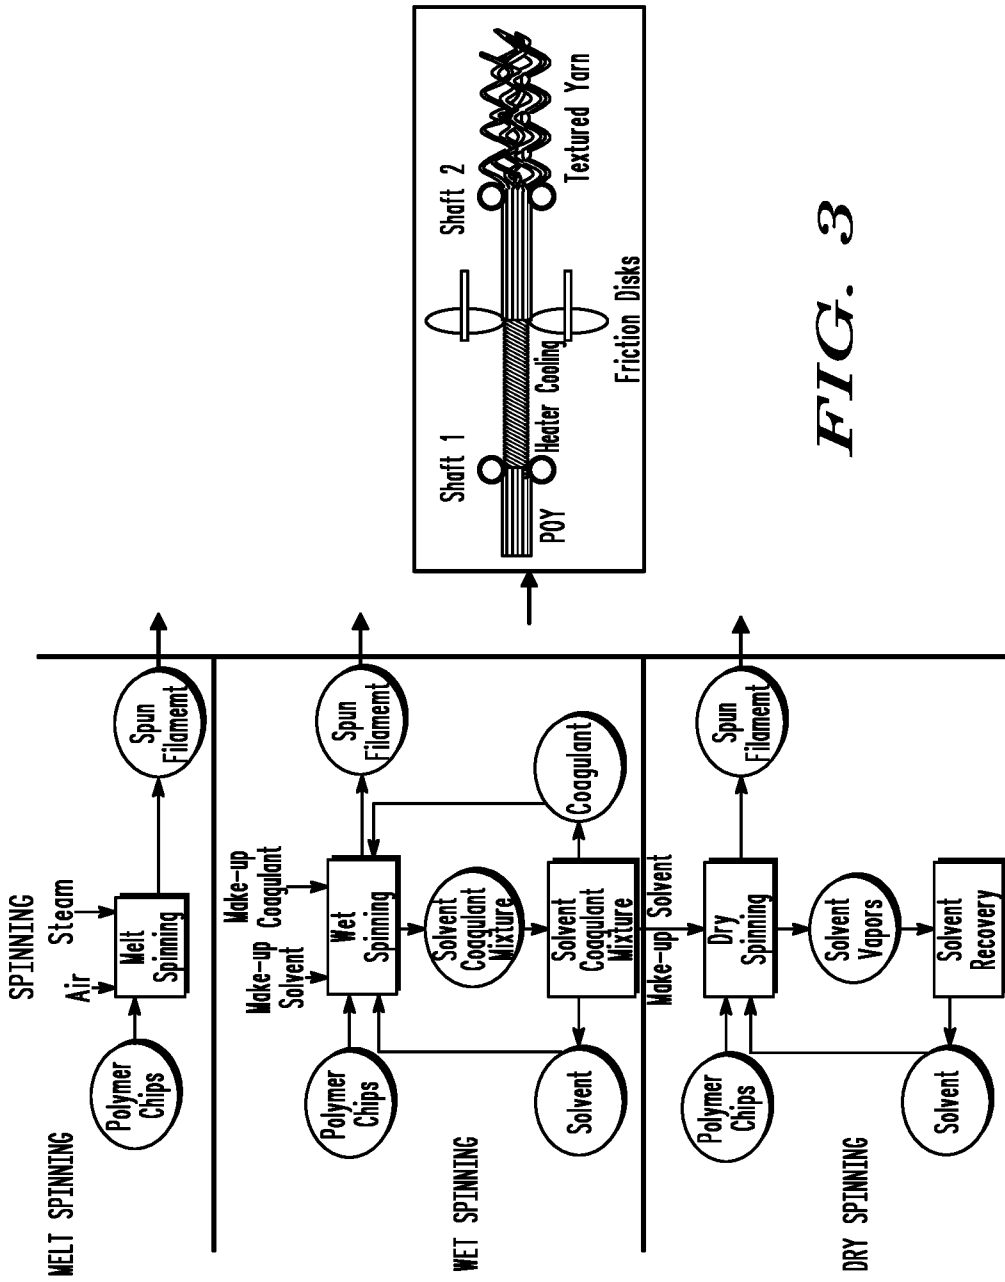 SPINNING
MELT SPINNING
Air
Steam
Polymer
Chips
Melt
Spinning
Spun
Filamemt
WET SPINNING
Make-up
Solvent
Make-up
Coagulant
Polymer
Chips
Wet
Spinning
Spun
Filamemt
Solvent
Coagulant
Mixture
Solvent
Solvent
Coagulant
Mixture
Coagulant
DRY SPINNING
Make-up Solvent
Polymer
Chips
Dry
Spinning
Spun
Filamemt
Solvent
Vapors
Solvent
Solvent
Recovery
Shaft 1
Shaft 2
POY
Heater Cooling
Textured Yarn
Friction Disks
FIG. 3